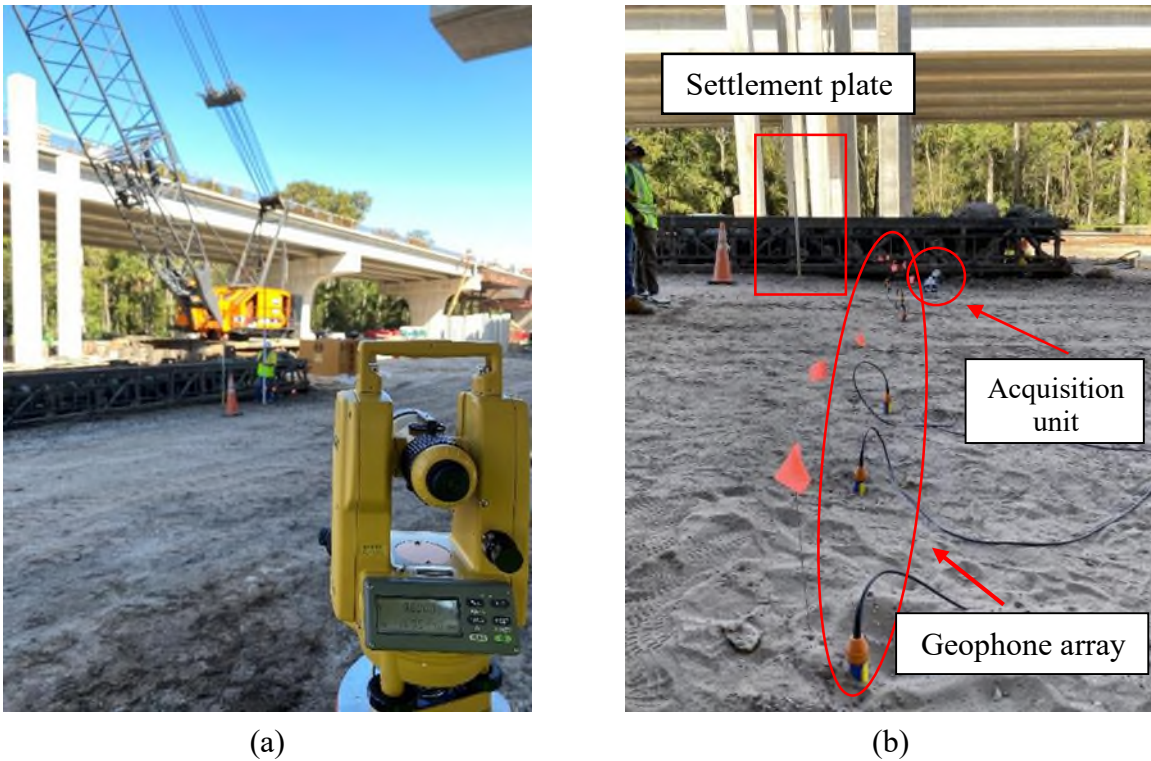 Settlement plate
Acquisition
unit
Geophone array
(a)
(b)